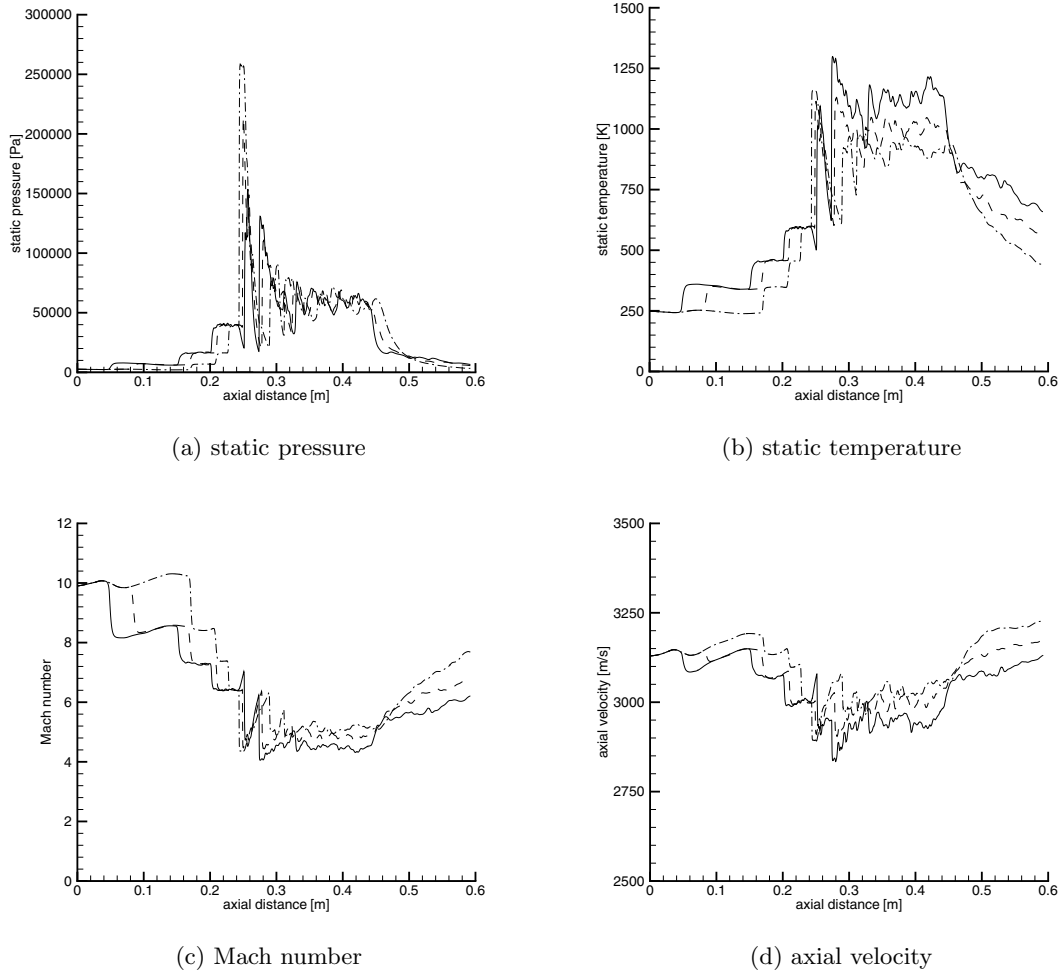 300000
250000
200000
150000
100000
50000
0
static pressure [Pa]
0 0.1 0.2 0.3 0.4 0.5 0.6
axial distance [m]
(a) static pressure
1500
1250
1000
750
500
250
0
static temperature [K]
0 0.1 0.2 0.3 0.4 0.5 0.6
axial distance [m]
(b) static temperature
12
10
8
6
4
2
0
Mach number
0 0.1 0.2 0.3 0.4 0.5 0.6
axial distance [m]
(c) Mach number
3500
3250
3000
2750
2500
axial velocity [m/s]
0 0.1 0.2 0.3 0.4 0.5 0.6
axial distance [m]
(d) axial velocity